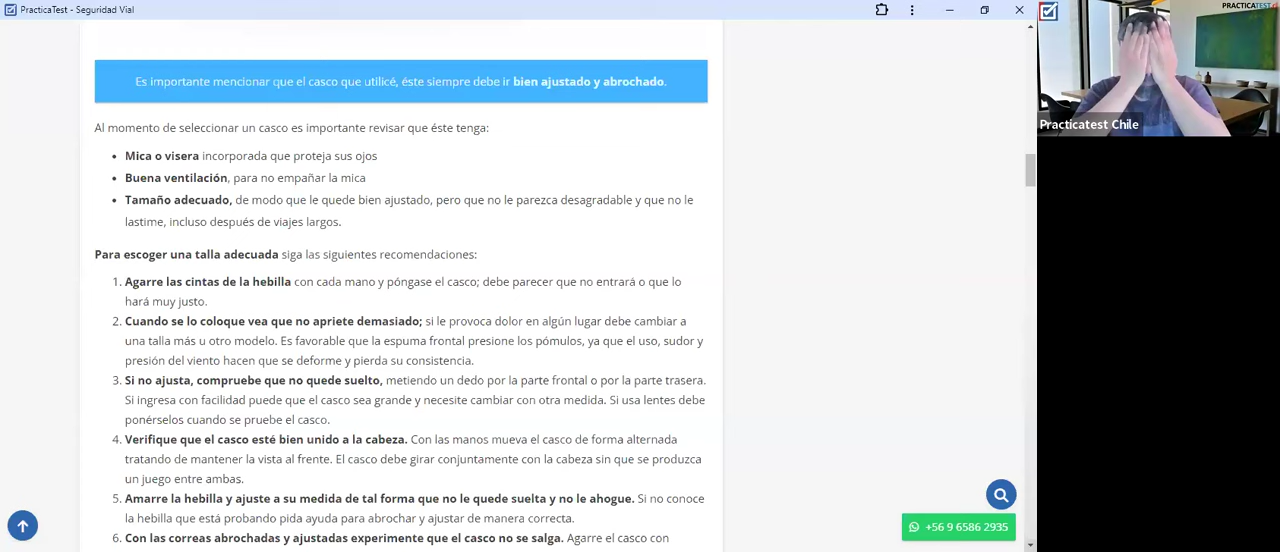 PracticaTest - Seguridad Vial
PRACTICATEST
Es importante mencionar que el casco que utilicé, éste siempre debe ir bien ajustado y abrochado.
Practicatest Chile
Al momento de seleccionar un casco es importante revisar que éste tenga:
• Mica o visera incorporada que proteja sus ojos
• Buena ventilación, para no empañar la mica
• Tamaño adecuado, de modo que le quede bien ajustado, pero que no le parezca desagradable y que no le
lastime, incluso después de viajes largos.
Para escoger una talla adecuada siga las siguientes recomendaciones:
1. Agarre las cintas de la hebilla con cada mano y póngase el casco; debe parecer que no entrará o que lo
hará muy justo.
2. Cuando se lo coloque vea que no apriete demasiado; si le provoca dolor en algún lugar debe cambiar a
una talla más u otro modelo. Es favorable que la espuma frontal presione los pómulos, ya que el uso, sudor y
presión del viento hacen que se deforme y pierda su consistencia.
3. Si no ajusta, compruebe que no quede suelto, metiendo un dedo por la parte frontal o por la parte trasera.
Si ingresa con facilidad puede que el casco sea grande y necesite cambiar con otra medida. Si usa lentes debe
ponérselos cuando se pruebe el casco.
4. Verifique que el casco esté bien unido a la cabeza. Con las manos mueva el casco de forma alternada
tratando de mantener la vista al frente. El casco debe girar conjuntamente con la cabeza sin que se produzca
un juego entre ambas.
5. Amarre la hebilla y ajuste a su medida de tal forma que no le quede suelta y no le ahogue. Si no conoce
la hebilla que está probando pida ayuda para abrochar y ajustar de manera correcta.
6. Con las correas abrochadas y ajustadas experimente que el casco no se salga. Agarre el casco con
+56 9 6586 2935